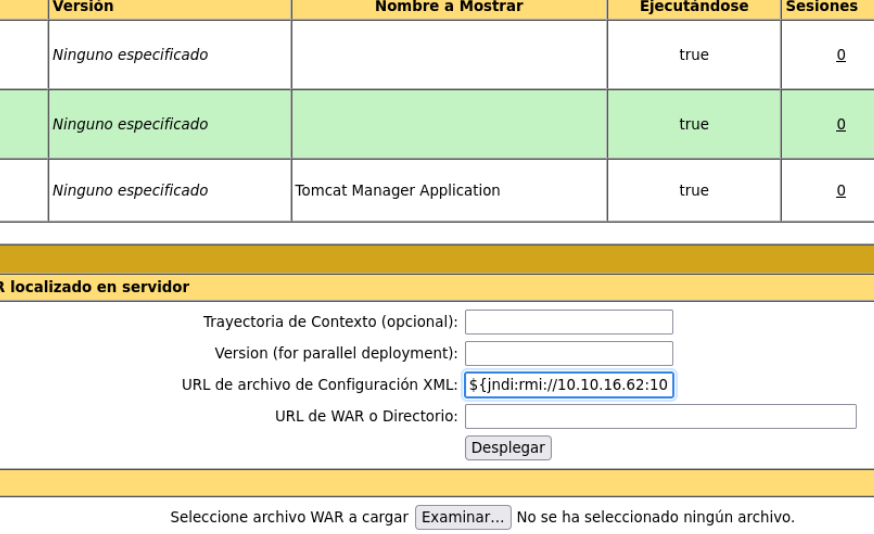 Versión Nombre a Mostrar Ejecutándose Sesiones
Ninguno especificado true 0
Ninguno especificado true 0
Ninguno especificado Tomcat Manager Application true 0
R localizado en servidor
Trayectoria de Contexto (opcional):
Version (for parallel deployment):
URL de archivo de Configuración XML: ${jndi:rmi://10.10.16.62:10
URL de WAR o Directorio:
Desplegar
Seleccione archivo WAR a cargar Examinar... No se ha seleccionado ningún archivo.